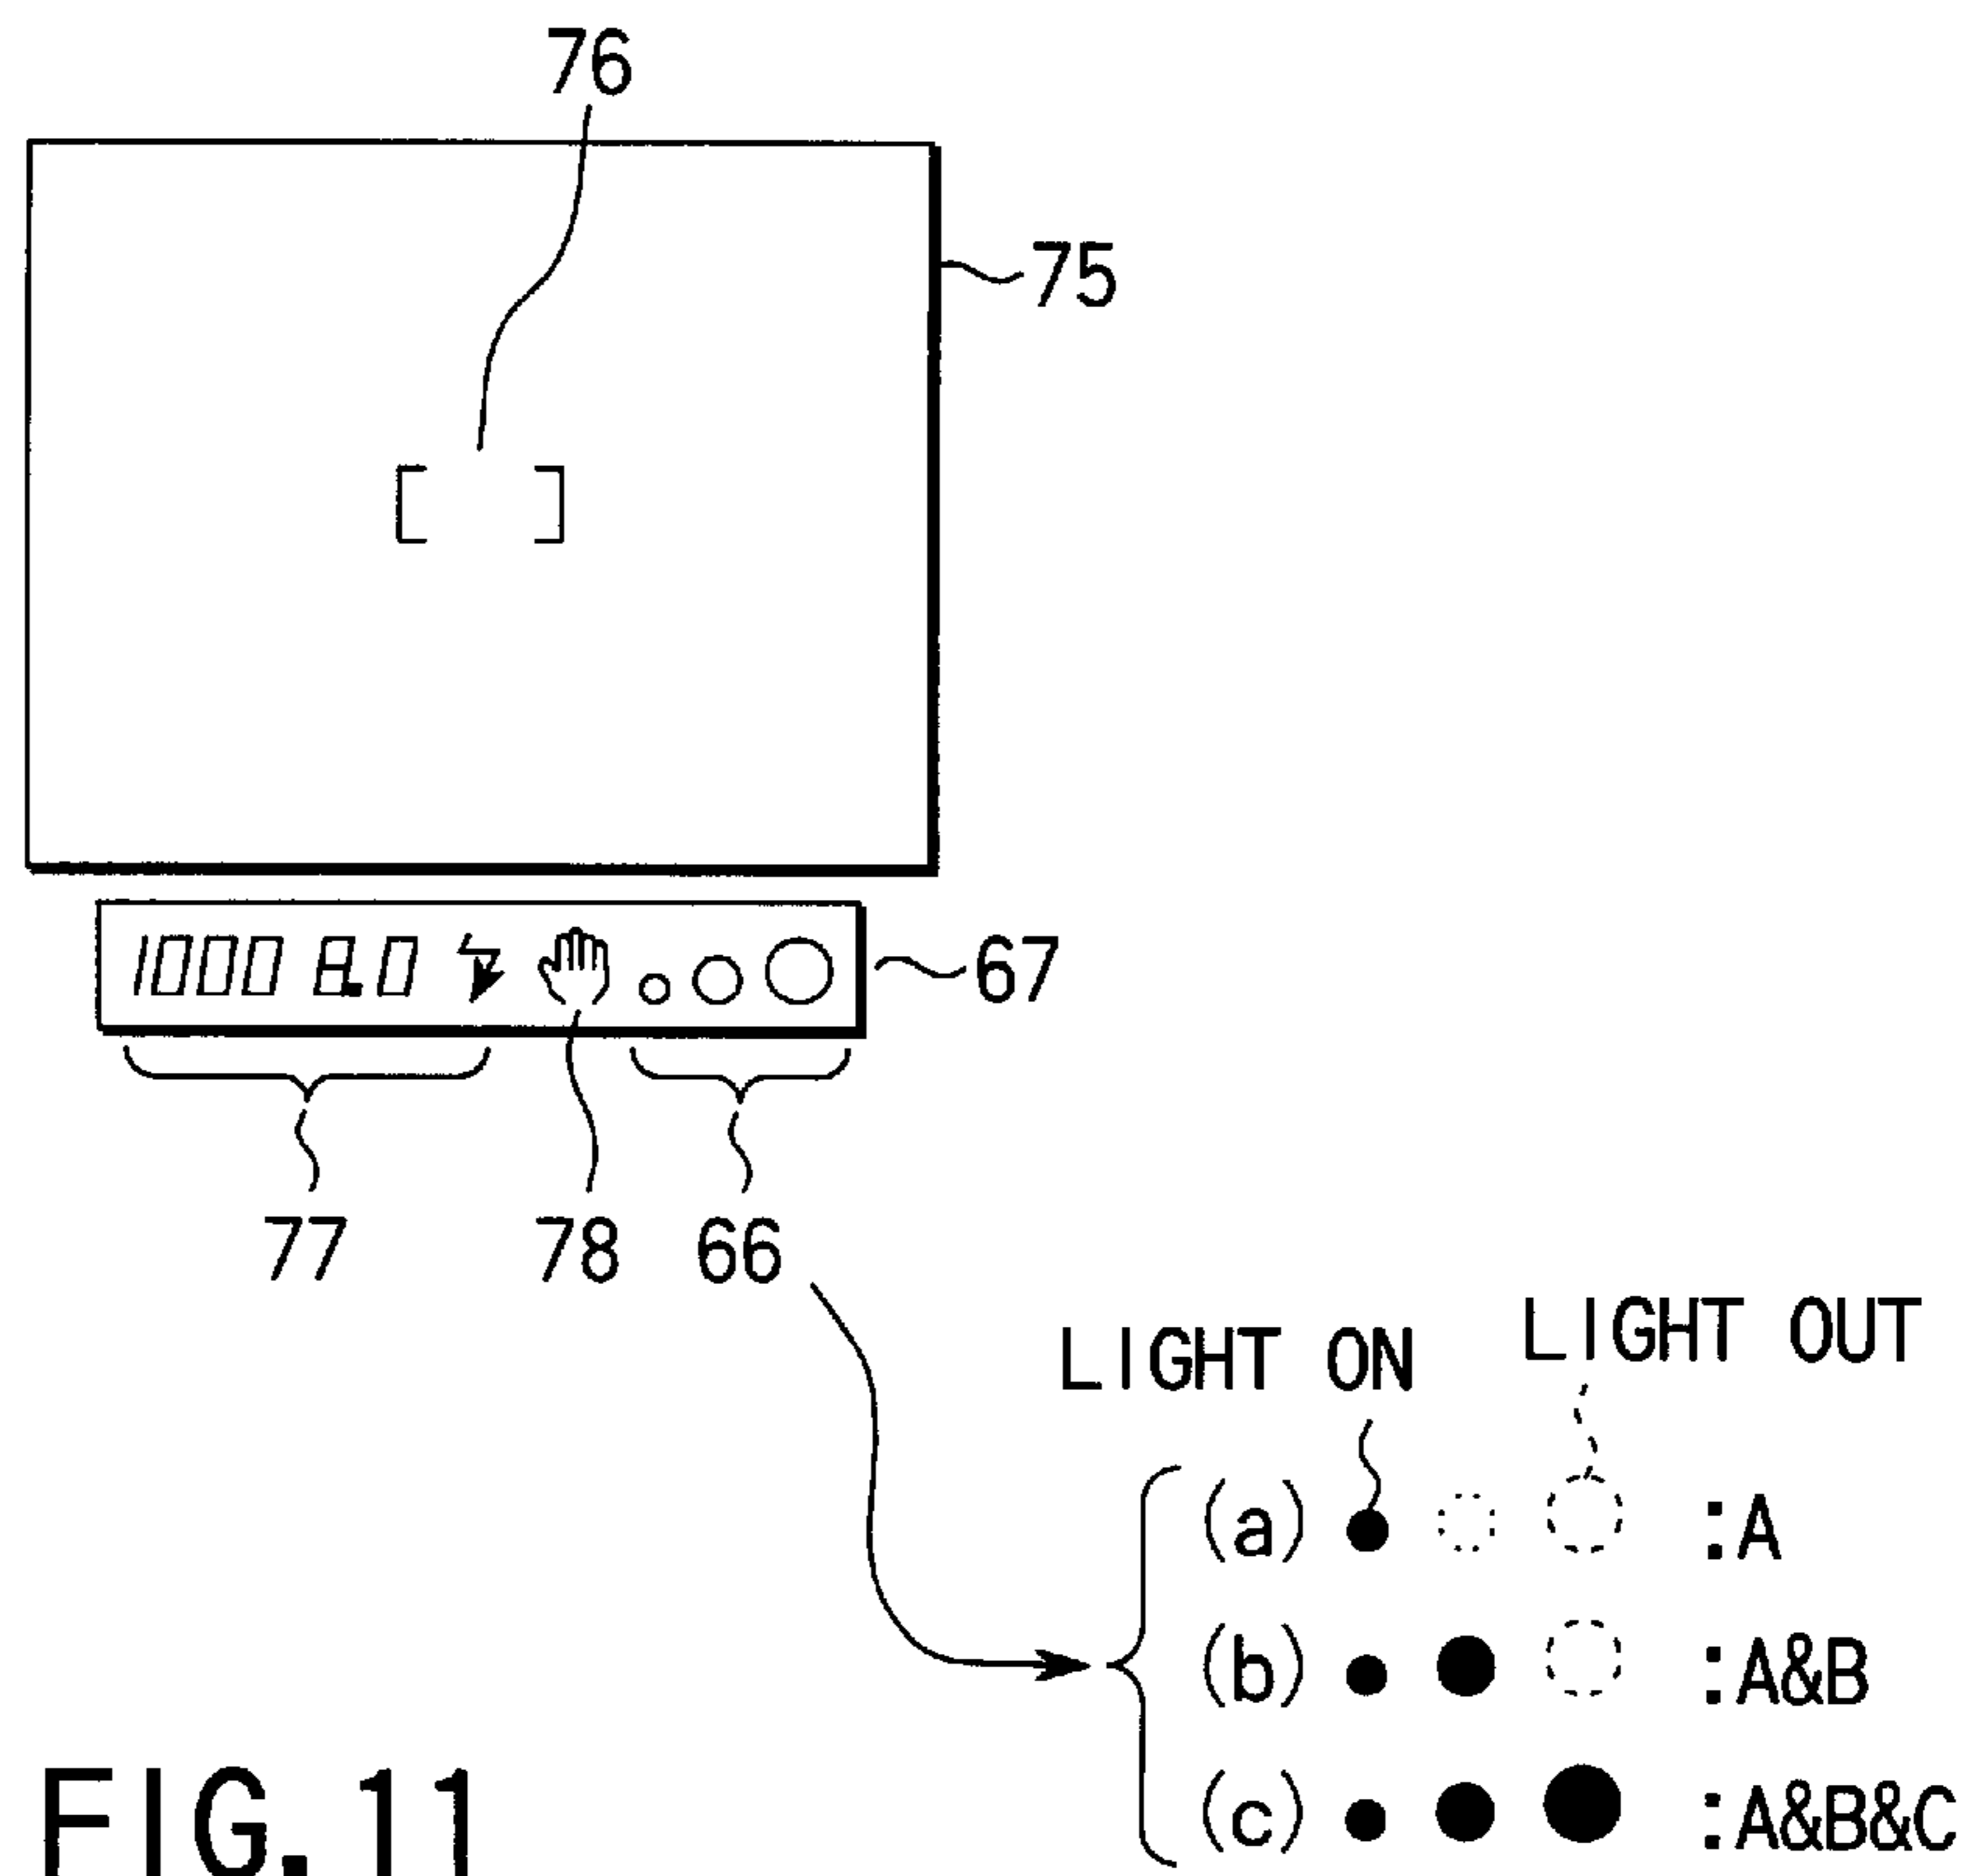 76
75
1000 8.0
67
77 78 66
LIGHT ON LIGHT OUT
(a) :A
(b) :A&B
(c) :A&B&C
FIG.11